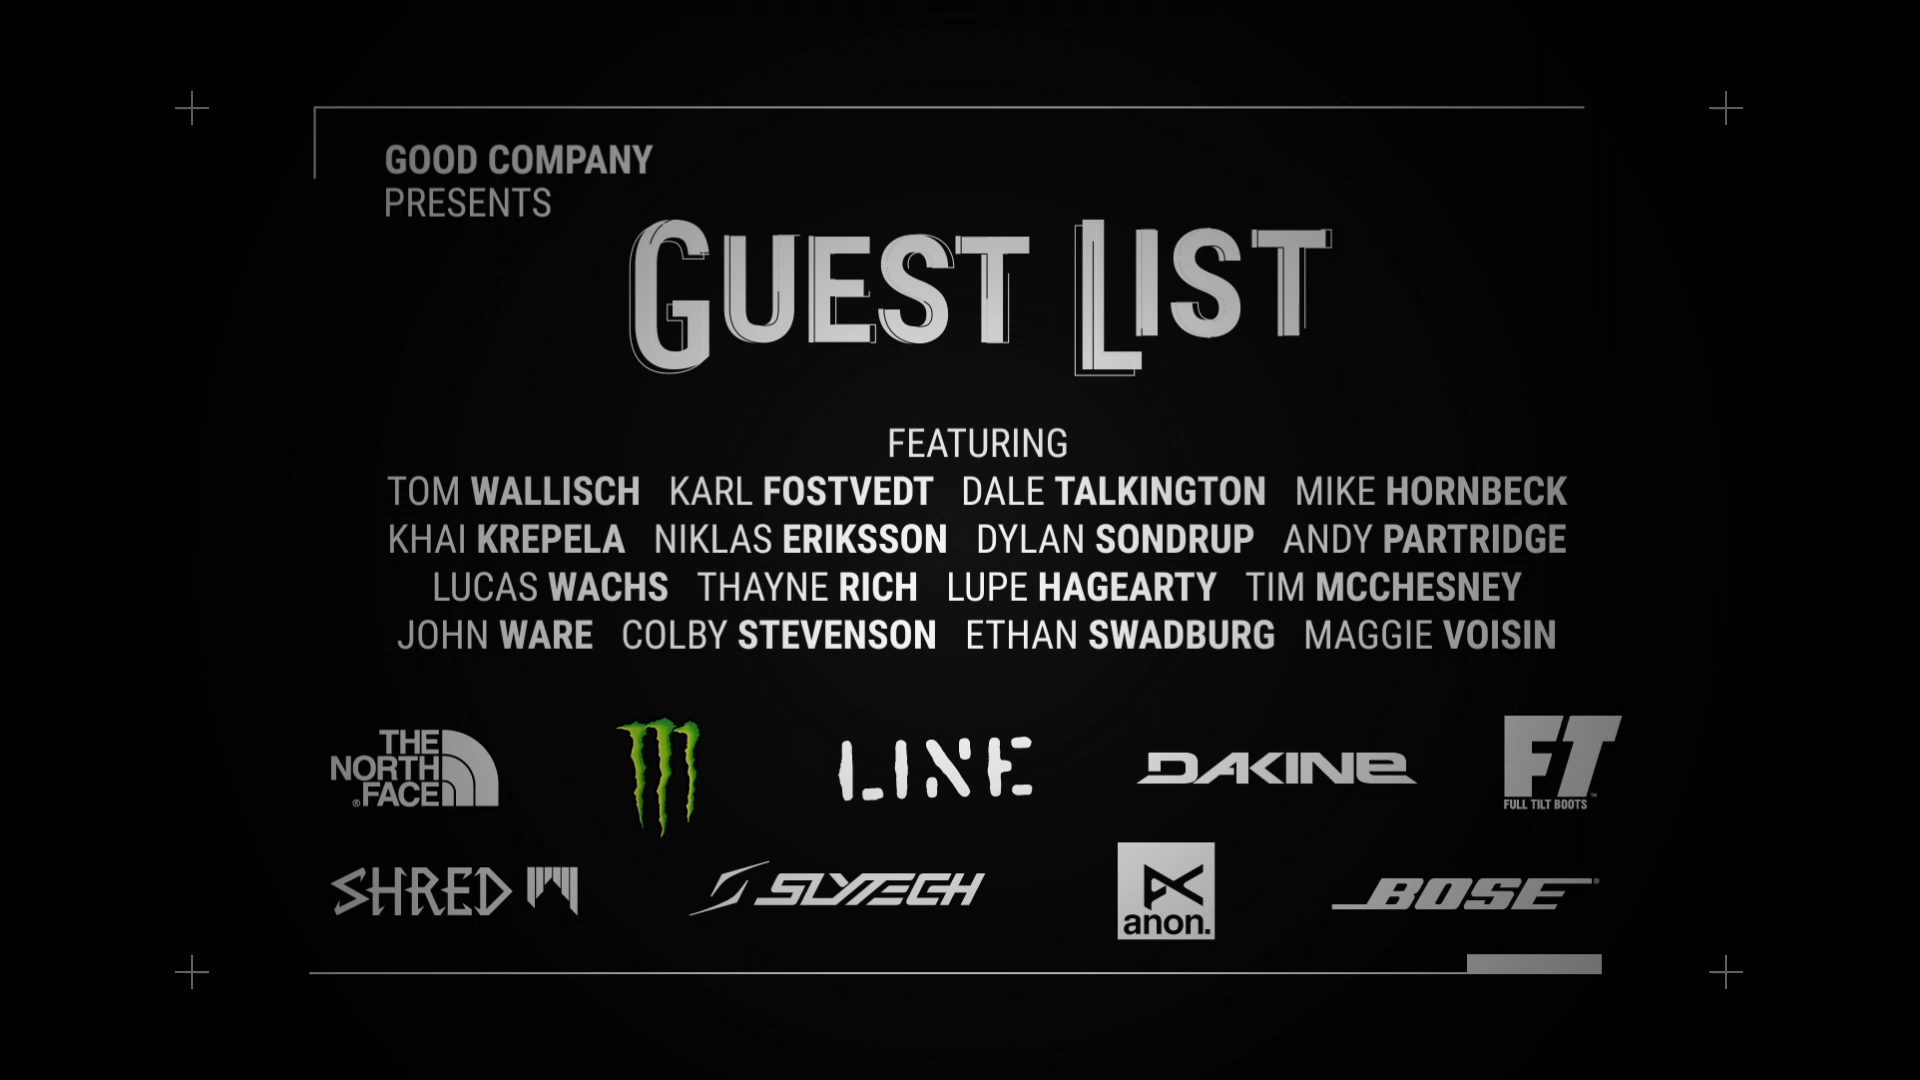 GOOD COMPANY
PRESENTS
GUEST LIST
FEATURING
TOM WALLISCH KARL FOSTVEDT DALE TALKINGTON MIKE HORNBECK
KHAI KREPELA NIKLAS ERIKSSON DYLAN SONDRUP ANDY PARTRIDGE
LUCAS WACHS THAYNE RICH LUPE HAGEARTY TIM MCCHESNEY
JOHN WARE COLBY STEVENSON ETHAN SWADBURG MAGGIE VOISIN
THE
NORTH
®FACE
LINE
DAKINE
FT™
FULL TILT BOOTS
SHRED
SLYTECH
anon.
BOSE®